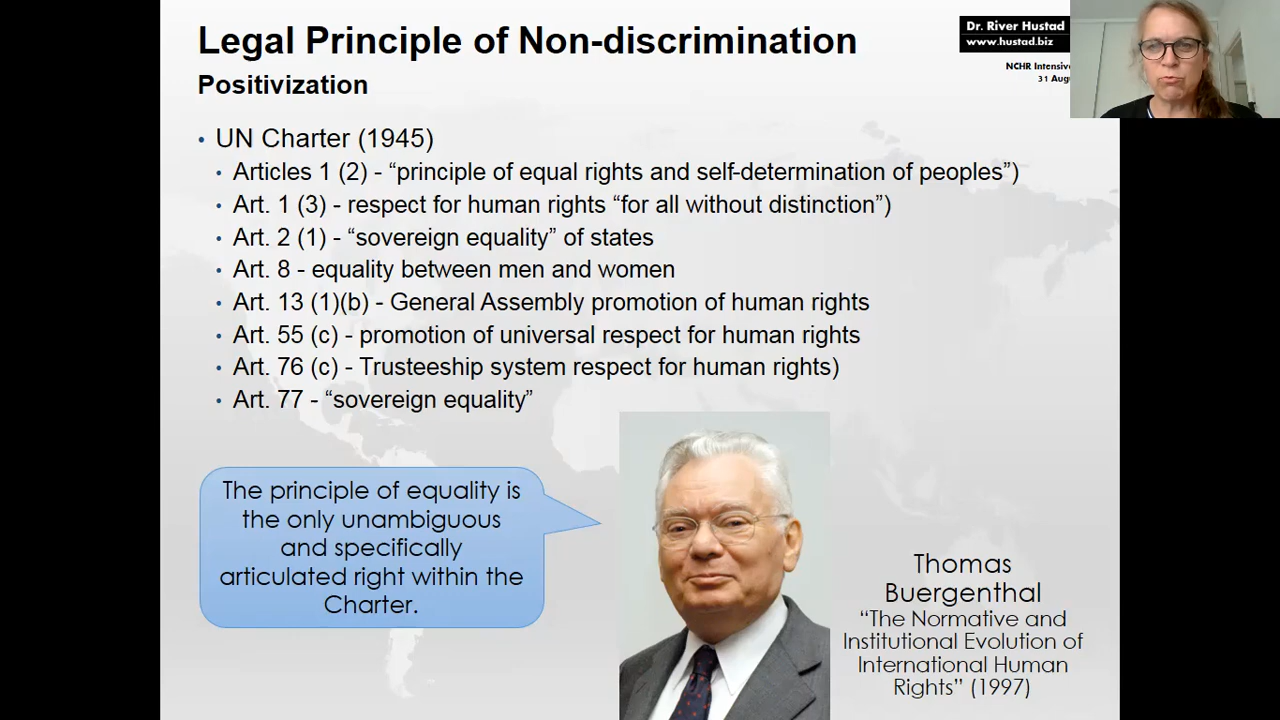 Legal Principle of Non-discrimination
Dr. River Hustad
www.hustad.biz
Positivization
NCHR Intensive
31
• UN Charter (1945)
• Articles 1 (2) - “principle of equal rights and self-determination of peoples”)
• Art. 1 (3) - respect for human rights “for all without distinction”)
• Art. 2 (1) - “sovereign equality” of states
• Art. 8 - equality between men and women
• Art. 13 (1)(b) - General Assembly promotion of human rights
• Art. 55 (c) - promotion of universal respect for human rights
• Art. 76 (c) - Trusteeship system respect for human rights)
• Art. 77 - “sovereign equality”
The principle of equality is
the only unambiguous
and specifically
articulated right within the
Charter.
Thomas
Buergenthal
“The Normative and
Institutional Evolution of
International Human
Rights” (1997)